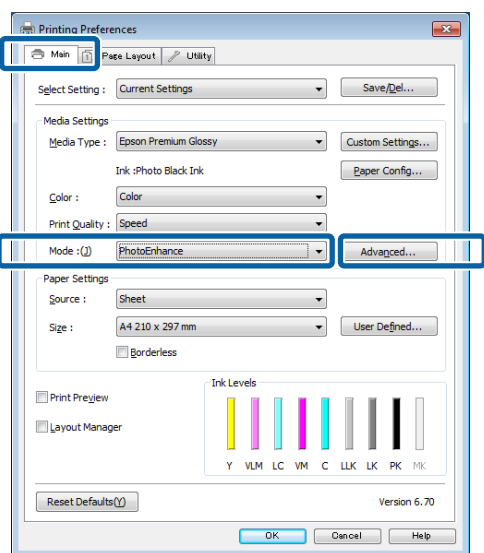 Printing Preferences
Main Page Layout Utility
Select Setting : Current Settings Save/Del...
Media Settings
Media Type : Epson Premium Glossy Custom Settings...
Ink :Photo Black Ink Paper Config...
Color : Color
Print Quality : Speed
Mode :(J) PhotoEnhance Advanced...
Paper Settings
Source : Sheet
Size : A4 210 x 297 mm User Defined...
Borderless
Ink Levels
Print Preview
Layout Manager
Y VLM LC VM C LLK LK PK MK
Reset Defaults(Y) Version 6.70
OK Cancel Help